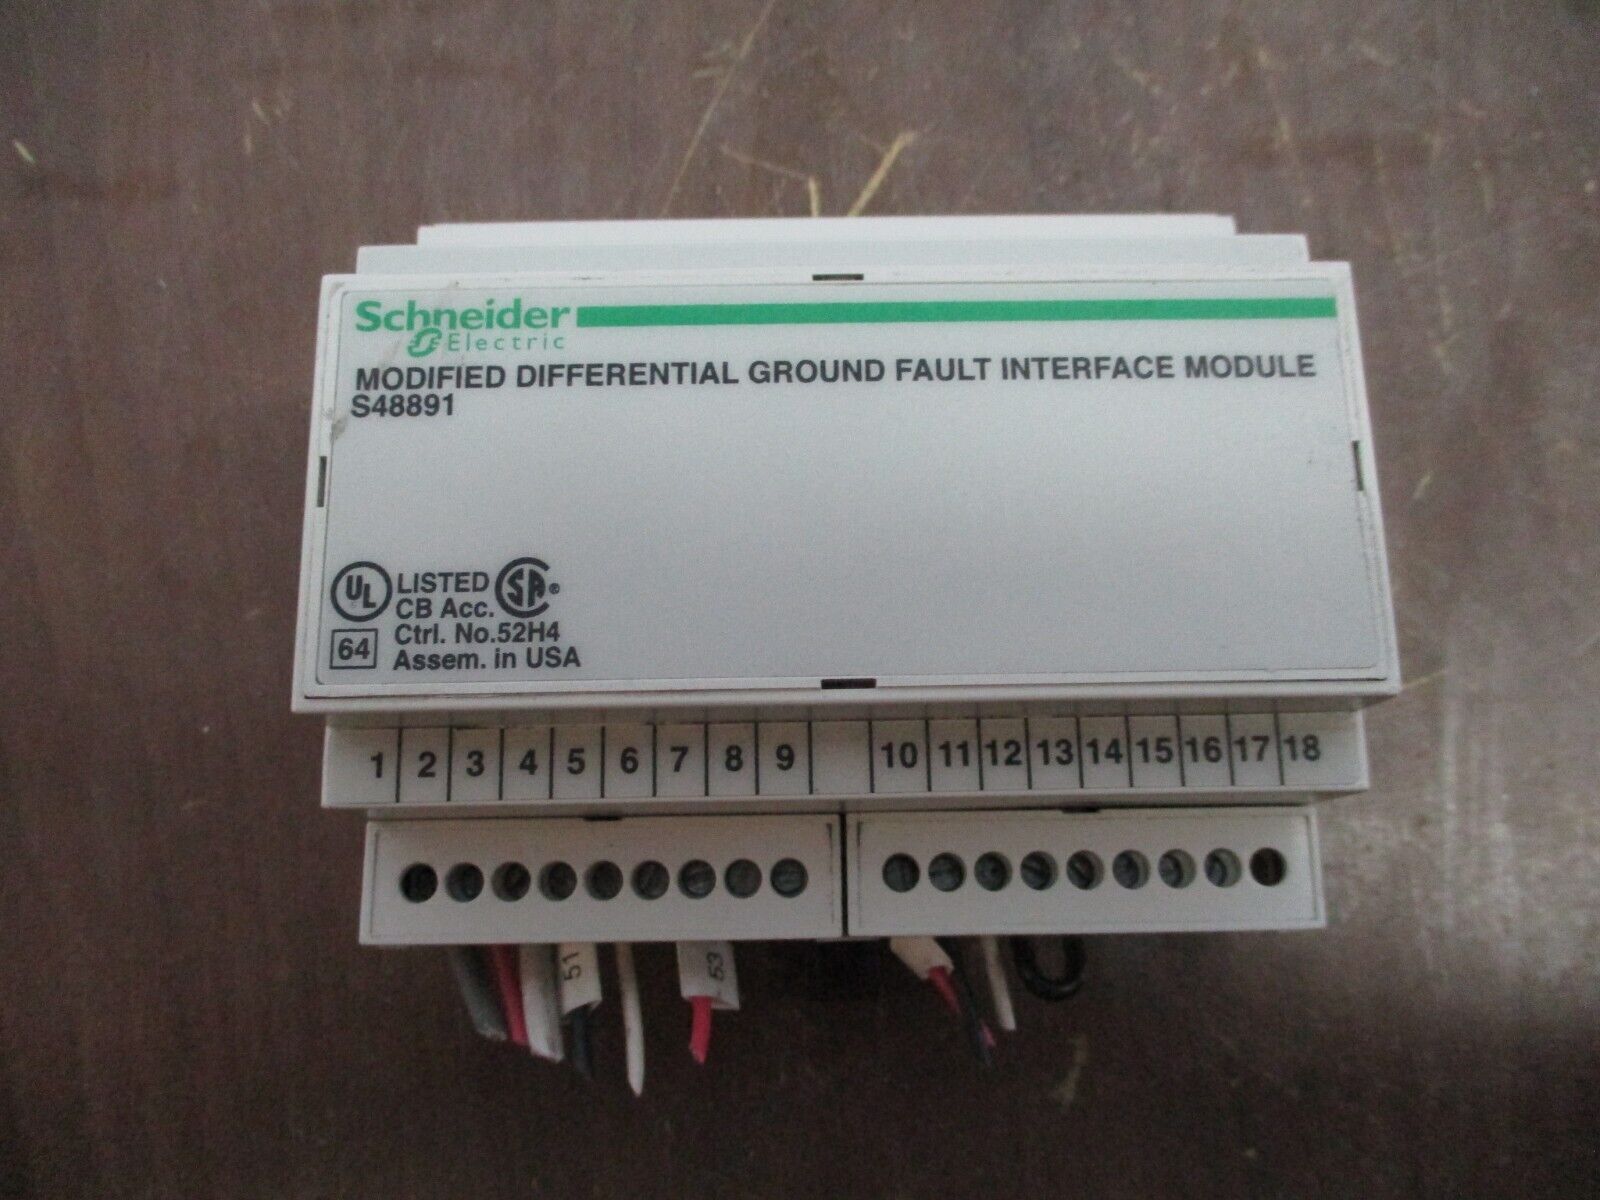 Schneider
Electric
MODIFIED DIFFERENTIAL GROUND FAULT INTERFACE MODULE
S48891
UL LISTED SA®
CB Acc.
64 Ctrl. No.52H4
Assem. in USA
1 2 3 4 5 6 7 8 9 10 11 12 13 14 15 16 17 18
51 53